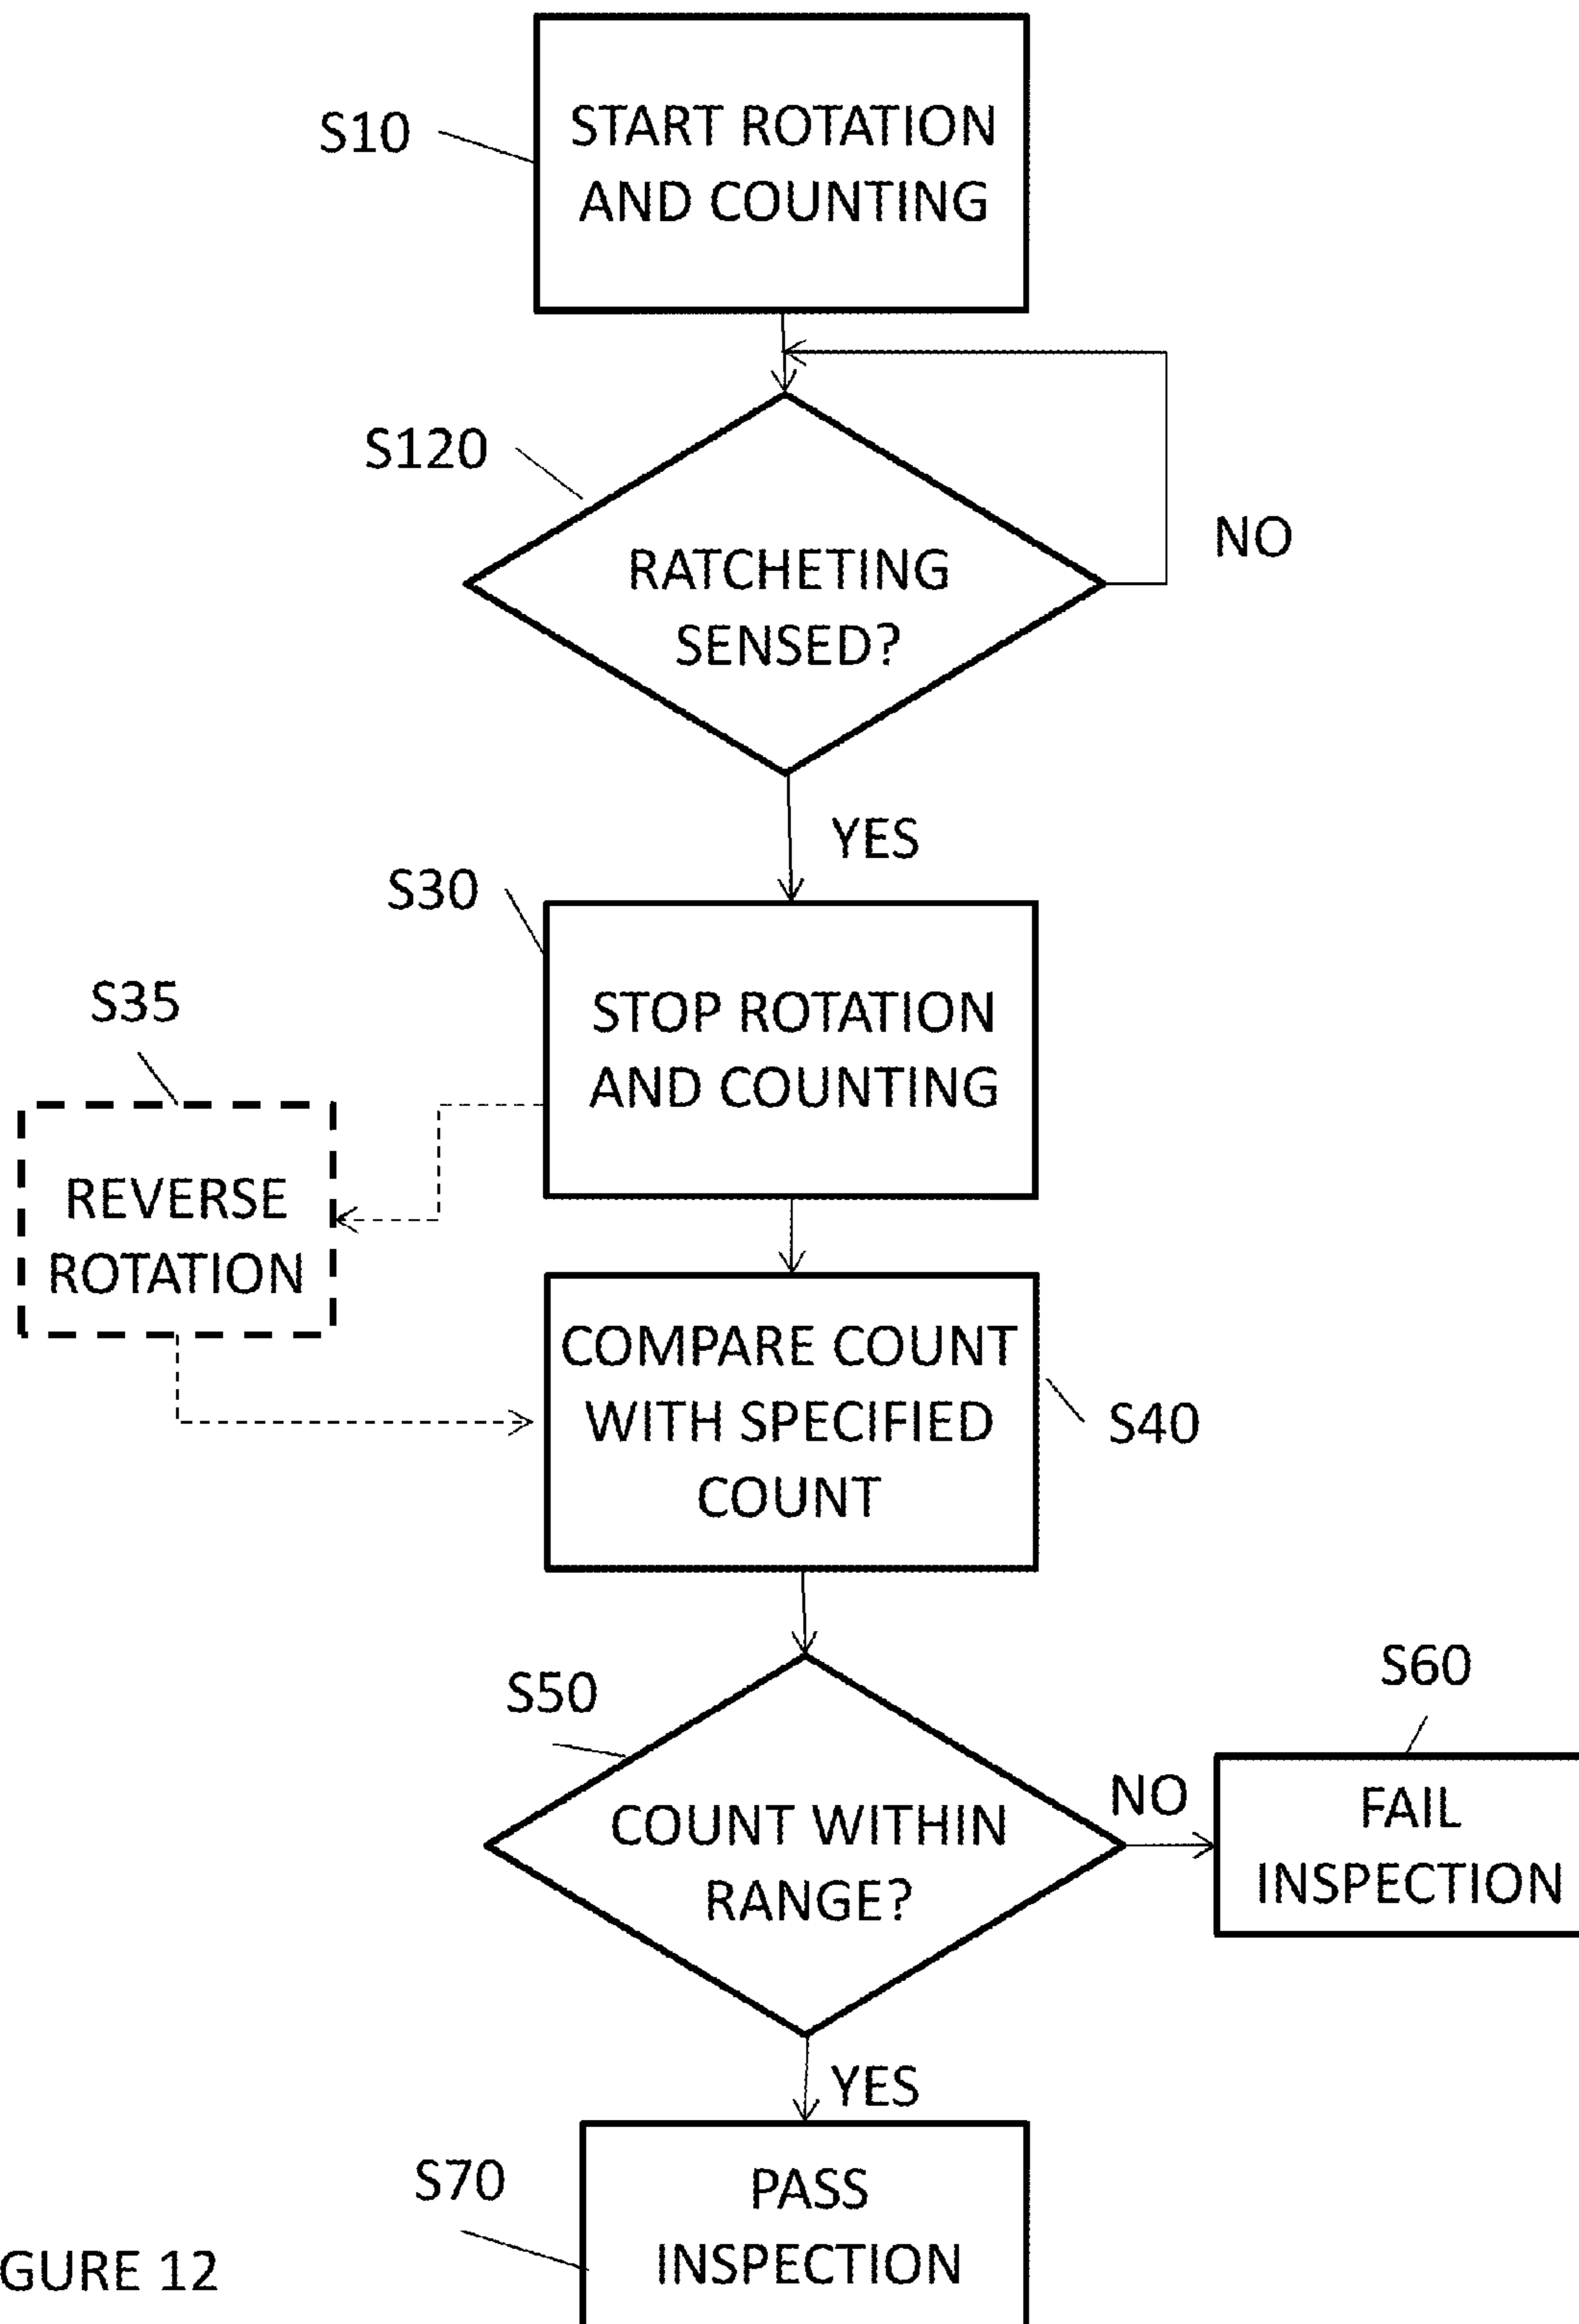 S10
START ROTATION
AND COUNTING
S120
RATCHETING
SENSED?
NO
YES
S30
STOP ROTATION
AND COUNTING
S35
REVERSE
ROTATION
COMPARE COUNT
WITH SPECIFIED
COUNT
S40
S50
COUNT WITHIN
RANGE?
NO
S60
FAIL
INSPECTION
YES
S70
PASS
INSPECTION
GURE 12